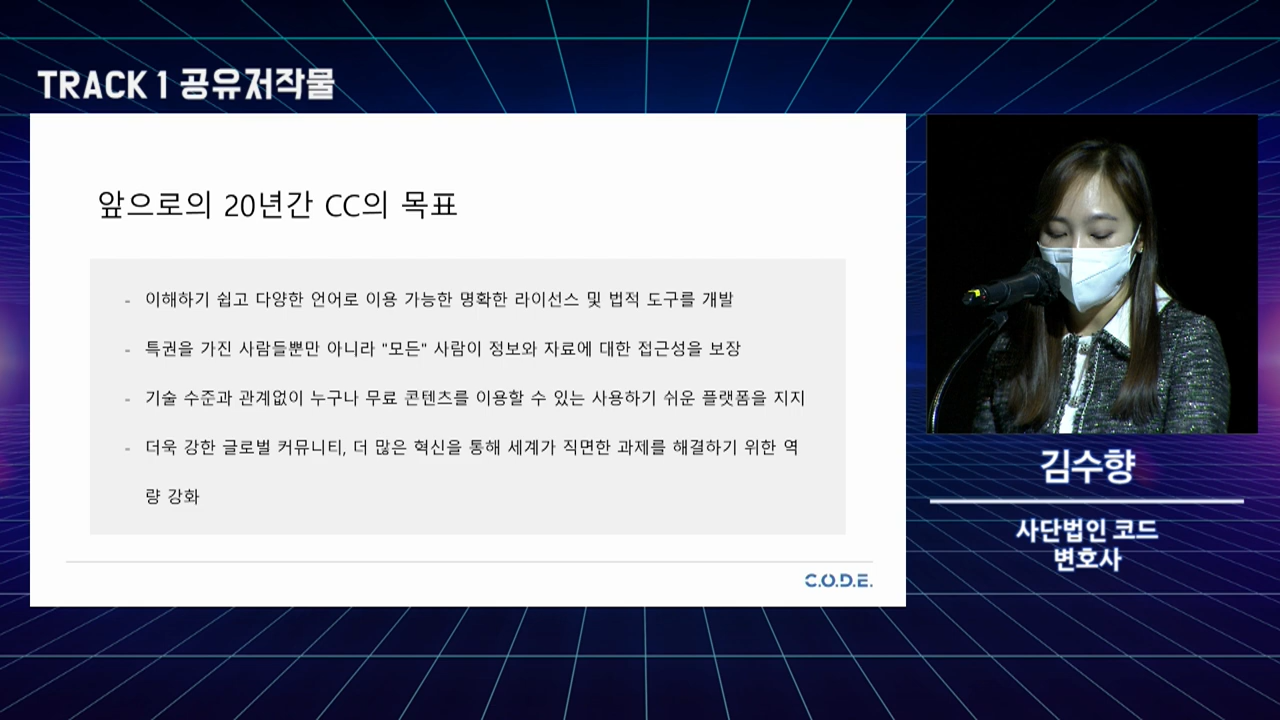 TRACK 1 공유저작물
앞으로의 20년간 CC의 목표
- 이해하기 쉽고 다양한 언어로 이용 가능한 명확한 라이선스 및 법적 도구를 개발
- 특권을 가진 사람들뿐만 아니라 "모든" 사람이 정보와 자료에 대한 접근성을 보장
- 기술 수준과 관계없이 누구나 무료 콘텐츠를 이용할 수 있는 사용하기 쉬운 플랫폼을 지지
- 더욱 강한 글로벌 커뮤니티, 더 많은 혁신을 통해 세계가 직면한 과제를 해결하기 위한 역
량 강화
C.O.D.E.
김수향
사단법인 코드
변호사